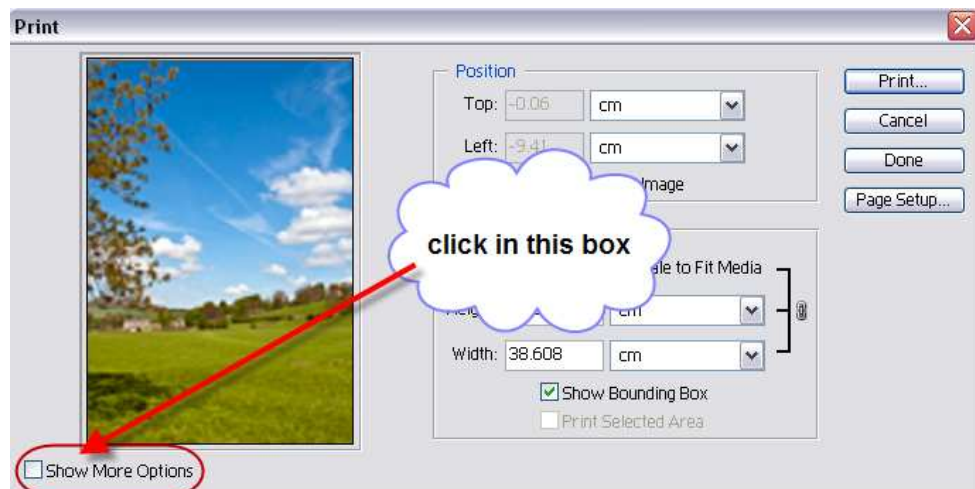 Print
Position
Top: -0.06 cm
Left: -9.41 cm
Image
Print...
Cancel
Done
Page Setup...
click in this box
to Fit Media
cm
Width: 38.608 cm
Show Bounding Box
Print Selected Area
Show More Options